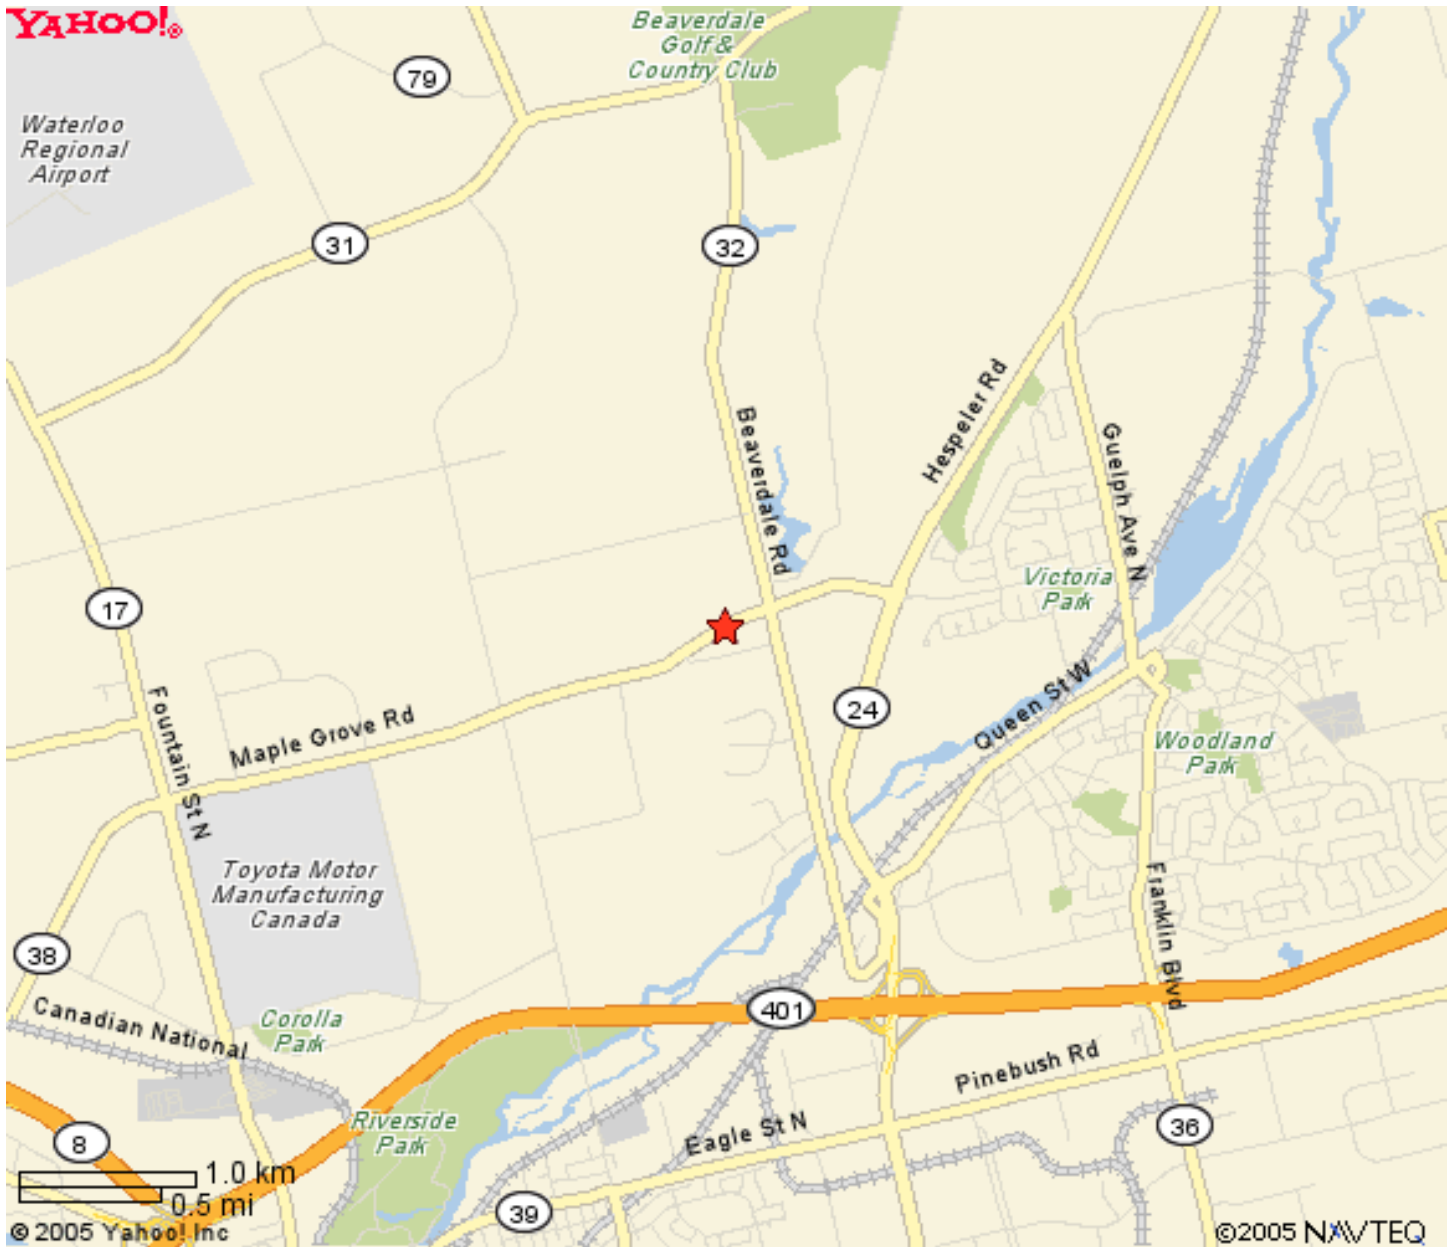 YAHOO!®
Beaverdale
Golf &
Country Club
79
Waterloo
Regional
Airport
31
32
Hespeler Rd
Beaverdale Rd
Guelph Ave N
Victoria
Park
17
24
Queen St W
Fountain St N
Maple Grove Rd
Woodland
Park
Toyota Motor
Manufacturing
Canada
Franklin Blvd
38
Canadian National
Corolla
Park
401
Pinebush Rd
Riverside
Park
Eagle St N
36
8
1.0 km
0.5 mi
39
© 2005 Yahoo! Inc
©2005 NAVTEQ